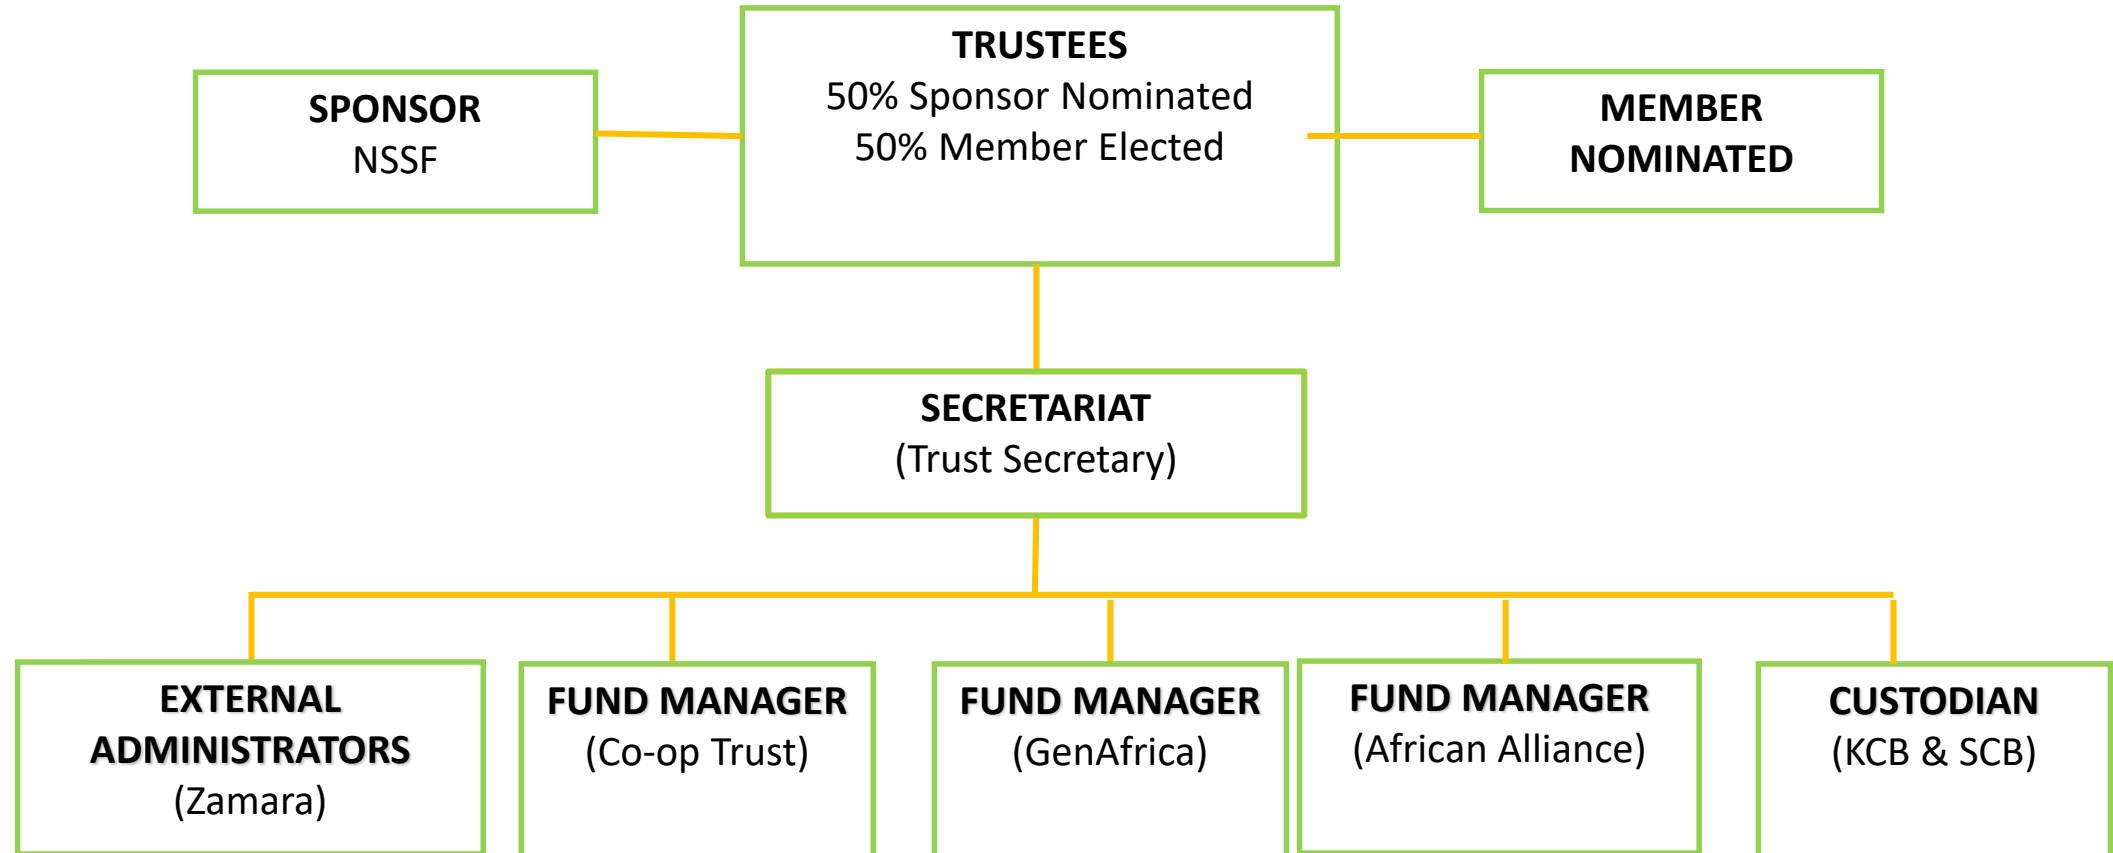 TRUSTEES
50% Sponsor Nominated
50% Member Elected
SPONSOR
NSSF
MEMBER
NOMINATED
SECRETARIAT
(Trust Secretary)
EXTERNAL
ADMINISTRATORS
(Zamara)
FUND MANAGER
(Co-op Trust)
FUND MANAGER
(GenAfrica)
FUND MANAGER
(African Alliance)
CUSTODIAN
(KCB & SCB)